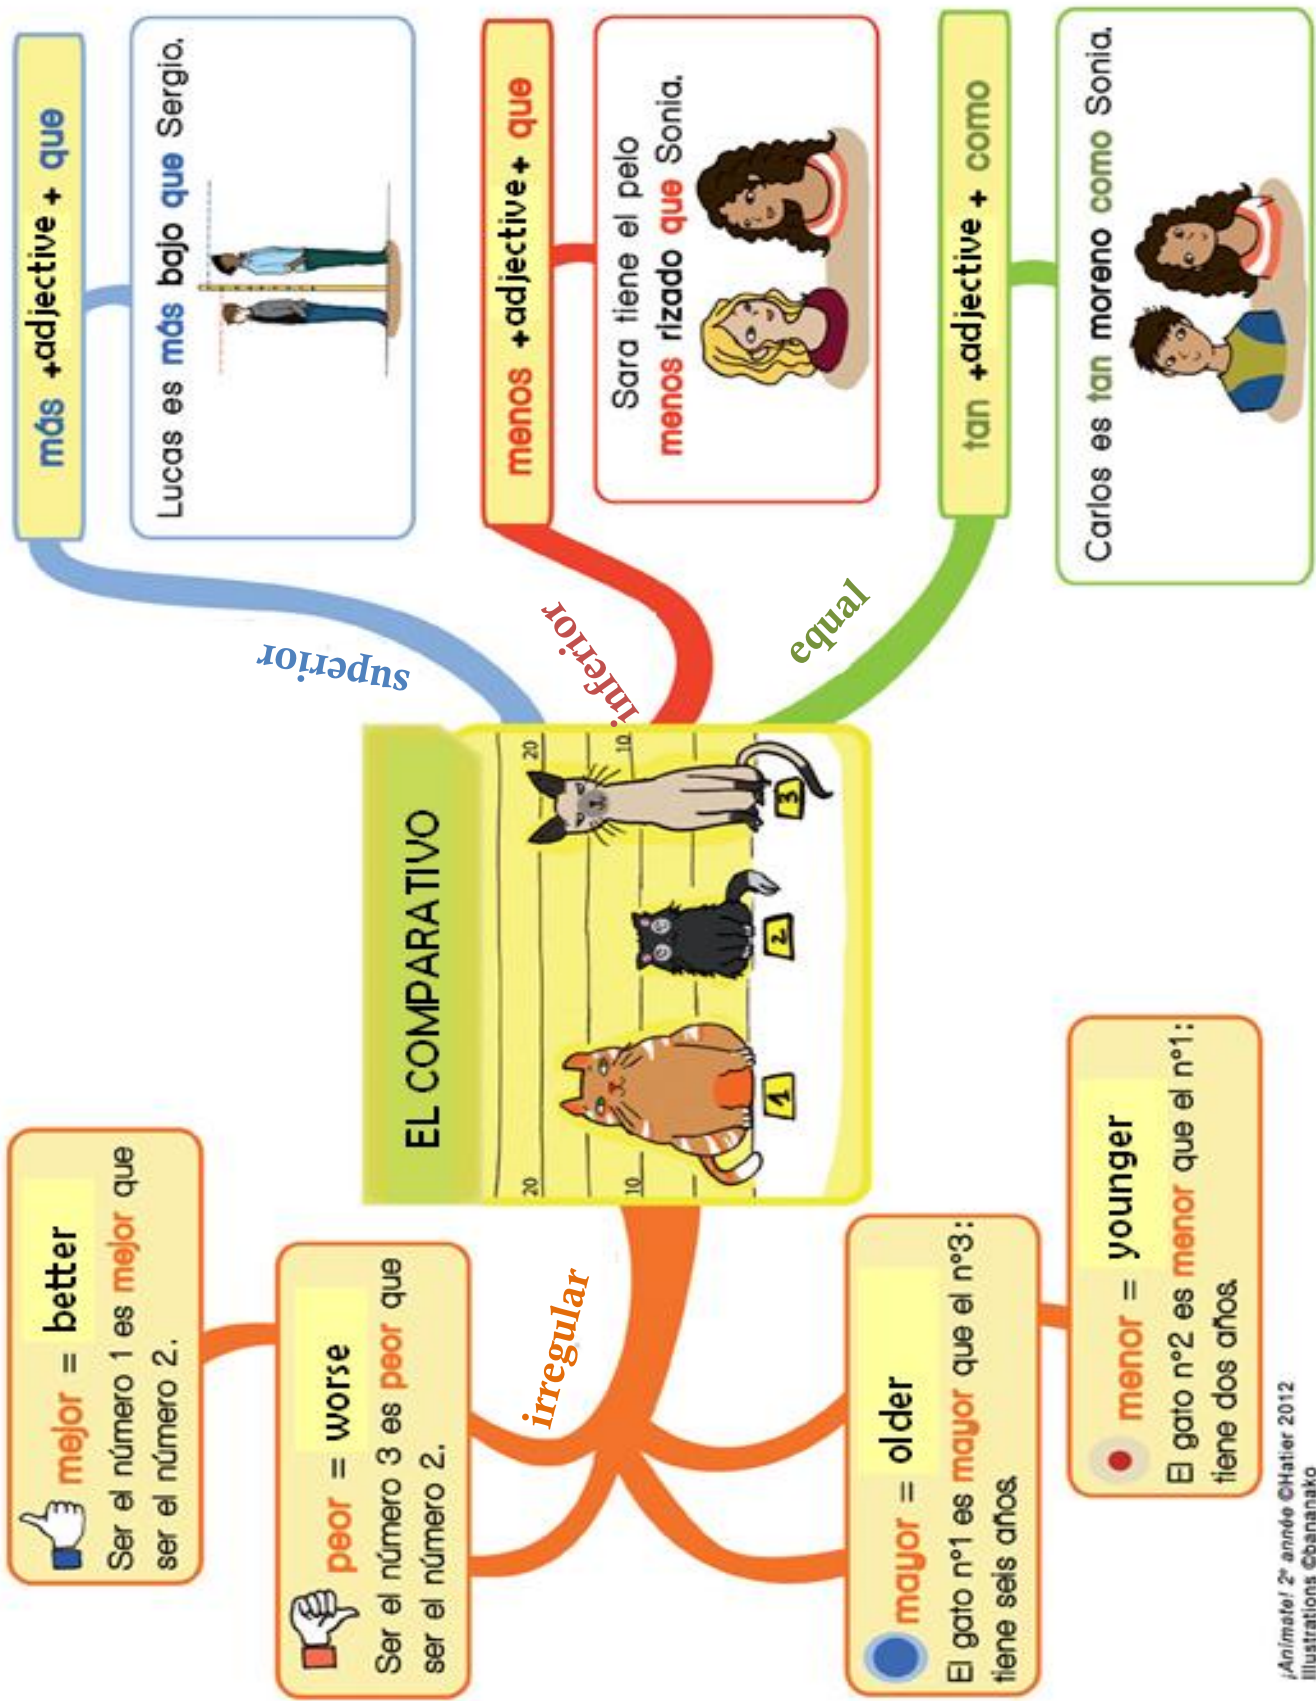 mejor = better
Ser el número 1 es mejor que
ser el número 2.
peor = worse
Ser el número 3 es peor que
ser el número 2.
irregular
mayor = older
El gato nº1 es mayor que el nº3:
tiene seis años.
menor = younger
El gato nº2 es menor que el nº1:
tiene dos años.
EL COMPARATIVO
20
20
10
10
1
2
3
superior
más +adjective + que
Lucas es más bajo que Sergio.
inferior
menos +adjective+ que
Sara tiene el pelo
menos rizado que Sonia.
equal
tan +adjective + como
Carlos es tan moreno como Sonia.
¡Animate! 2e année ©Hatier 2012
Illustrations ©bananako